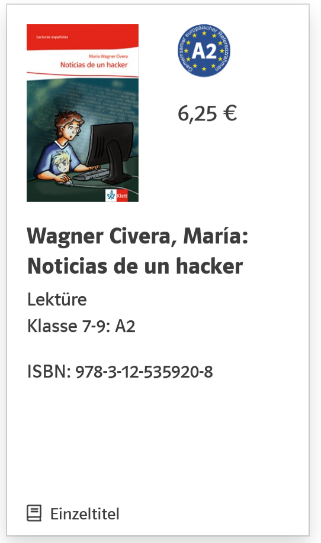 Lecturas españolas
María Wagner Civera
Noticias de un hacker
Klett
A2
6,25 €
Wagner Civera, María:
Noticias de un hacker
Lektüre
Klasse 7-9: A2
ISBN: 978-3-12-535920-8
Einzeltitel